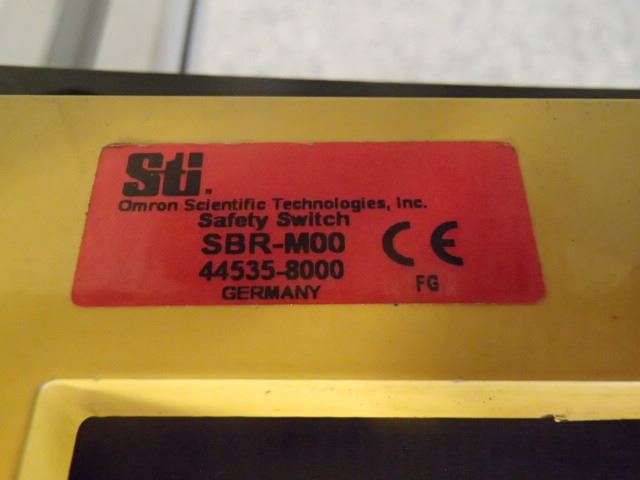 Sti.
Omron Scientific Technologies, Inc.
Safety Switch
SBR-M00
44535-8000
GERMANY
CE
FG